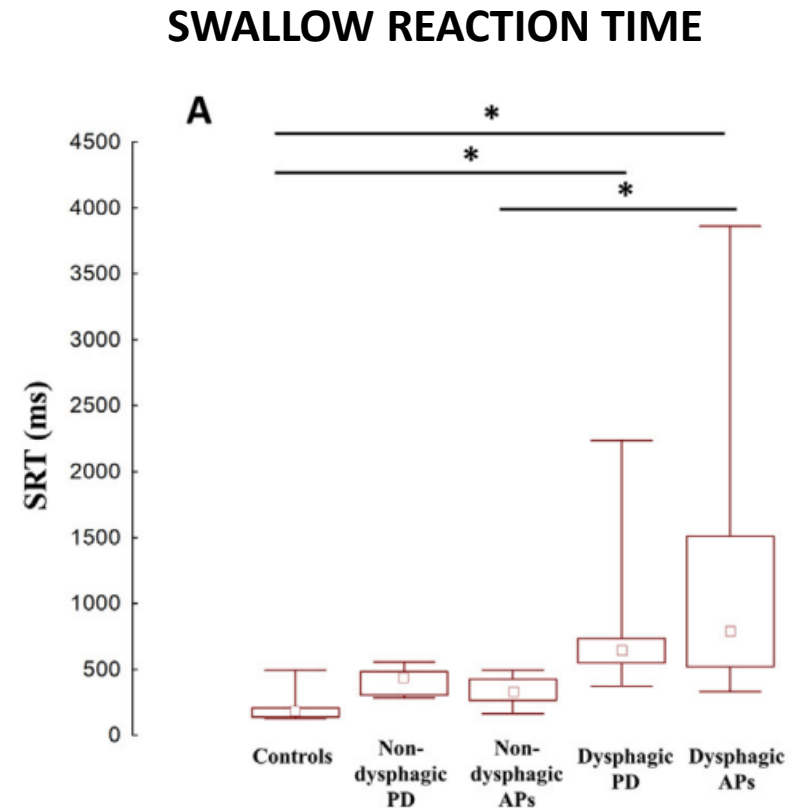 SWALLOW REACTION TIME
A
*
*
*
4500
4000
3500
3000
2500
2000
1500
1000
500
0
SRT (ms)
Controls
Non-
dysphagic
PD
Non-
dysphagic
APs
Dysphagic
PD
Dysphagic
APs